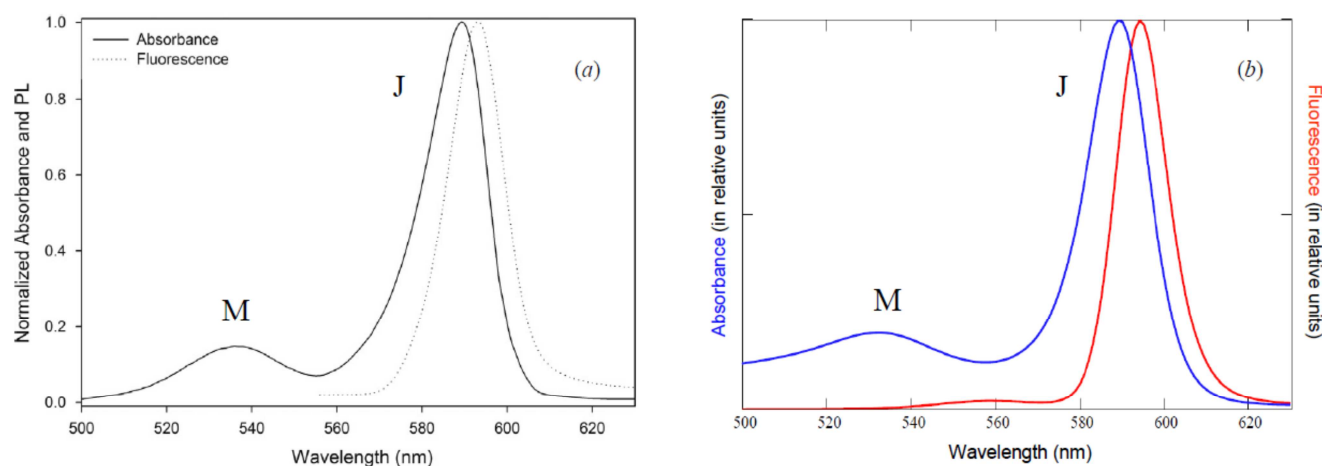 Absorbance
Fluorescence
J
(a)
M
Normalized Absorbance and PL
1.0
0.8
0.6
0.4
0.2
0.0
500 520 540 560 580 600 620
Wavelength (nm)
J
(b)
M
Absorbance (in relative units)
Fluorescence (in relative units)
500 520 540 560 580 600 620
Wavelength (nm)